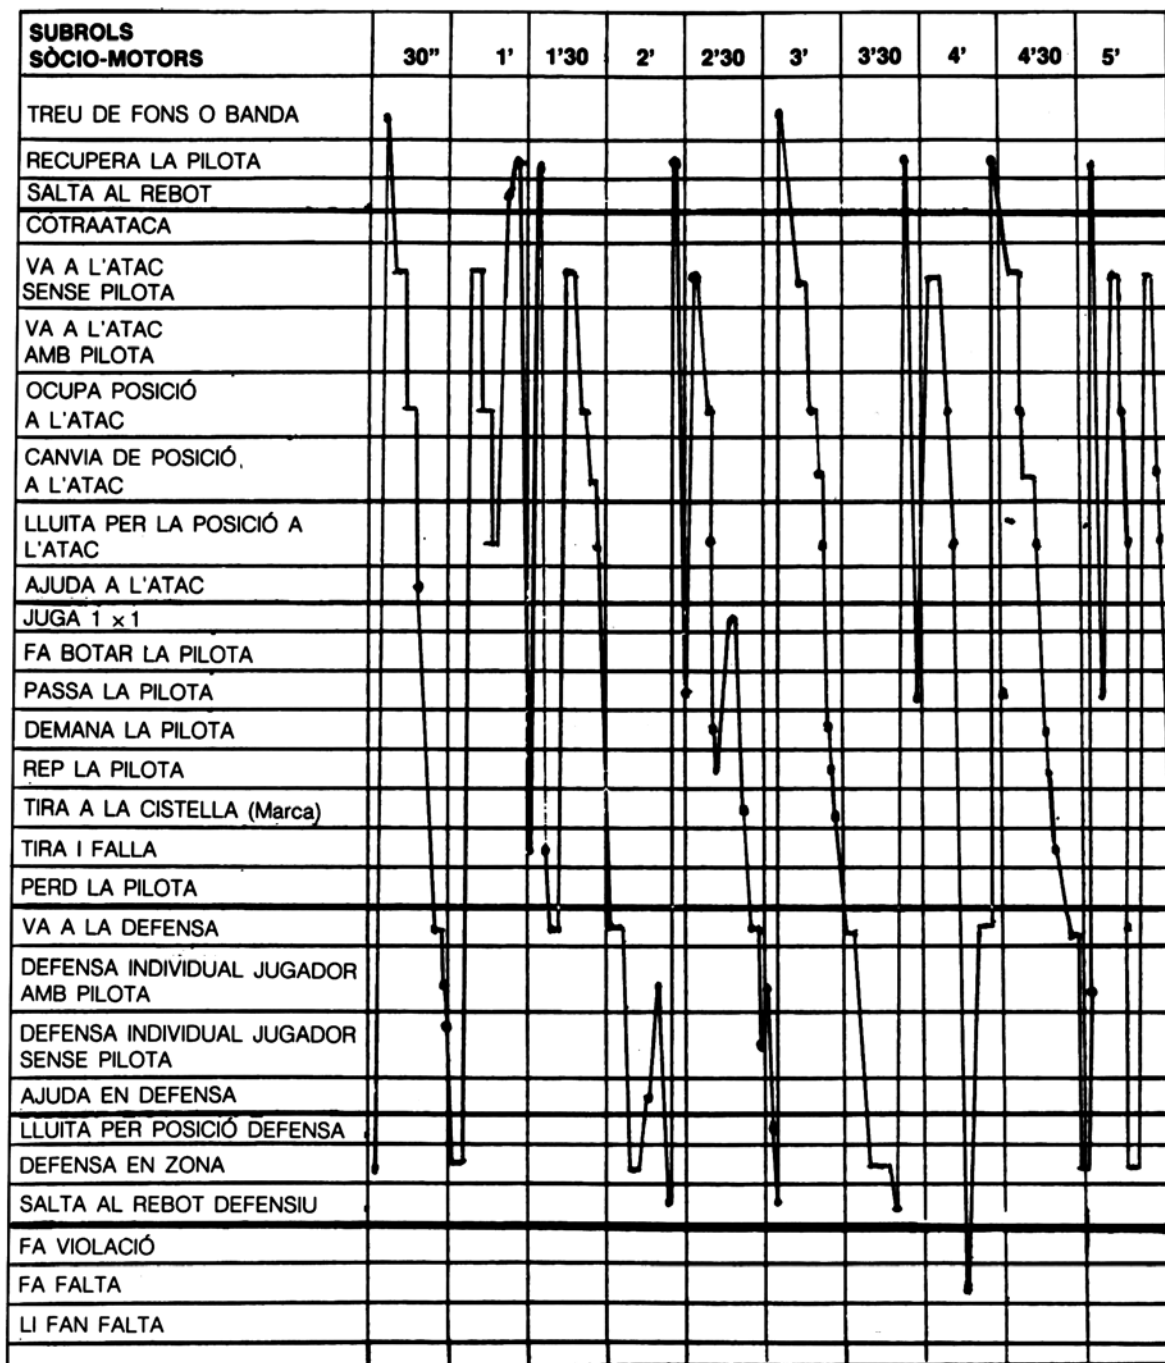 SUBROLS
SÒCIO-MOTORS
30" 1' 1'30 2' 2'30 3' 3'30 4' 4'30 5'
TREU DE FONS O BANDA
RECUPERA LA PILOTA
SALTA AL REBOT
COTRAATACA
VA A L'ATAC
SENSE PILOTA
VA A L'ATAC
AMB PILOTA
OCUPA POSICIÓ
A L'ATAC
CANVIA DE POSICIÓ
A L'ATAC
LLUITA PER LA POSICIÓ A
L'ATAC
AJUDA A L'ATAC
JUGA 1 x 1
FA BOTAR LA PILOTA
PASSA LA PILOTA
DEMANA LA PILOTA
REP LA PILOTA
TIRA A LA CISTELLA (Marca)
TIRA I FALLA
PERD LA PILOTA
VA A LA DEFENSA
DEFENSA INDIVIDUAL JUGADOR
AMB PILOTA
DEFENSA INDIVIDUAL JUGADOR
SENSE PILOTA
AJUDA EN DEFENSA
LLUITA PER POSICIÓ DEFENSA
DEFENSA EN ZONA
SALTA AL REBOT DEFENSIU
FA VIOLACIÓ
FA FALTA
LI FAN FALTA